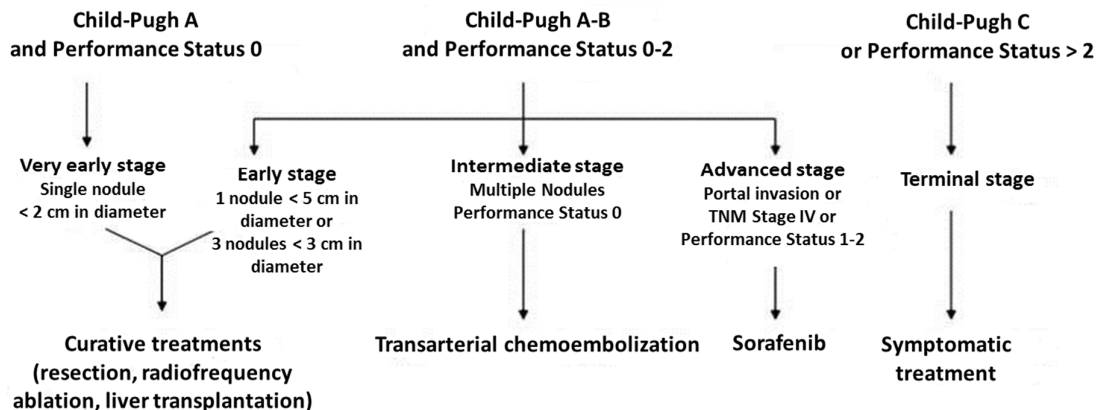 Child-Pugh A
and Performance Status 0
Child-Pugh A-B
and Performance Status 0-2
Child-Pugh C
or Performance Status > 2
Very early stage
Single nodule
< 2 cm in diameter
Early stage
1 nodule < 5 cm in
diameter or
3 nodules < 3 cm in
diameter
Intermediate stage
Multiple Nodules
Performance Status 0
Advanced stage
Portal invasion or
TNM Stage IV or
Performance Status 1-2
Terminal stage
Curative treatments
(resection, radiofrequency
ablation, liver transplantation)
Transarterial chemoembolization
Sorafenib
Symptomatic
treatment